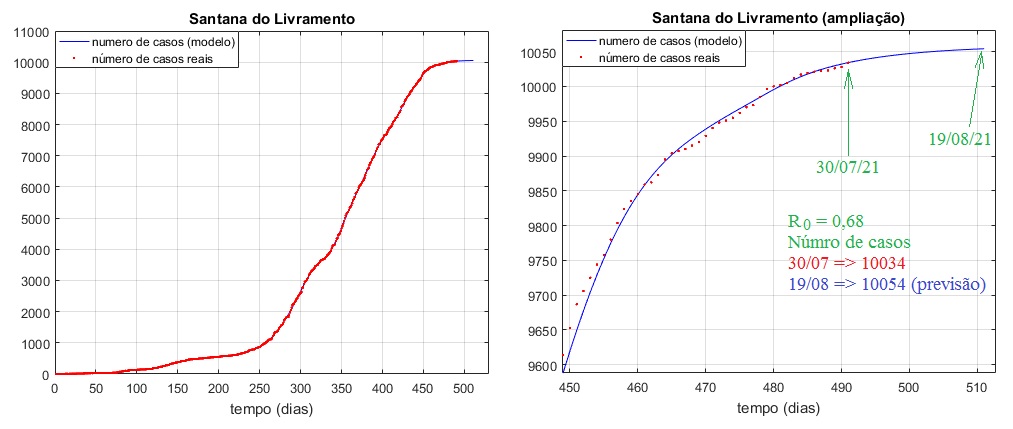 Santana do Livramento
numero de casos (modelo)
número de casos reais
11000
10000
9000
8000
7000
6000
5000
4000
3000
2000
1000
0
0 50 100 150 200 250 300 350 400 450 500
tempo (dias)
Santana do Livramento (ampliação)
numero de casos (modelo)
número de casos reais
10050
10000
9950
9900
9850
9800
9750
9700
9650
9600
19/08/21
30/07/21
R0 = 0,68
Númro de casos
30/07 => 10034
19/08 => 10054 (previsão)
450 460 470 480 490 500 510
tempo (dias)